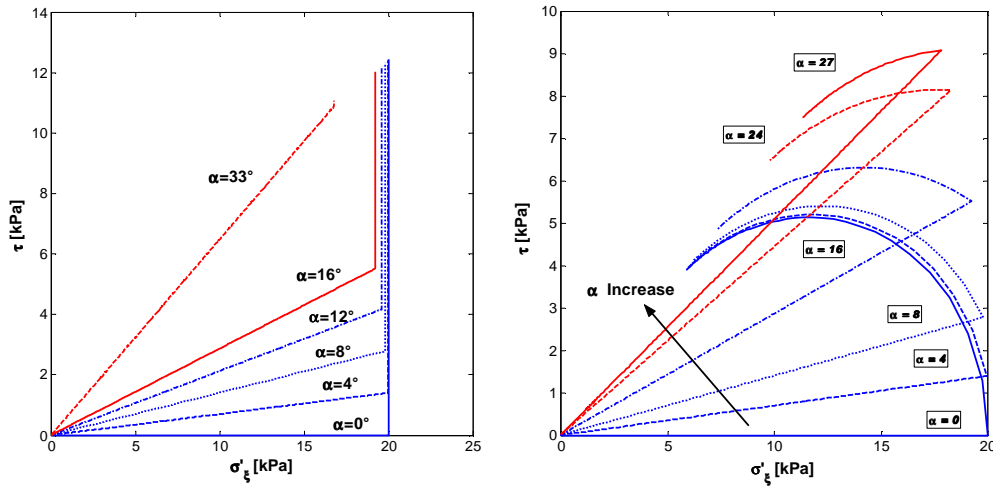 14
12
10
8
6
4
2
0
τ [kPa]
α=33°
α=16°
α=12°
α=8°
α=4°
α=0°
0 5 10 15 20 25
σ'ξ [kPa]
10
9
8
7
6
5
4
3
2
1
0
τ [kPa]
α = 27
α = 24
α = 16
α Increase
α = 8
α = 4
α = 0
0 5 10 15 20
σ'ξ [kPa]